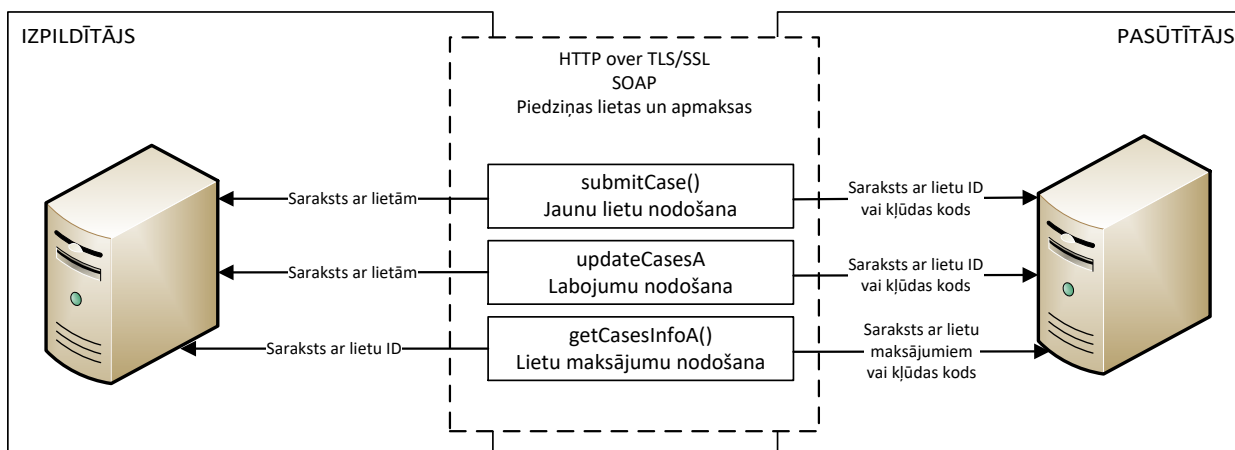 IZPILDĪTĀJS
PASŪTĪTĀJS
HTTP over TLS/SSL
SOAP
Piedziņas lietas un apmaksas
Saraksts ar lietām
submitCase()
Jaunu lietu nodošana
Saraksts ar lietu ID
vai kļūdas kods
Saraksts ar lietām
updateCasesA
Labojumu nodošana
Saraksts ar lietu ID
vai kļūdas kods
Saraksts ar lietu ID
getCasesInfoA()
Lietu maksājumu nodošana
Saraksts ar lietu
maksājumiem
vai kļūdas kods